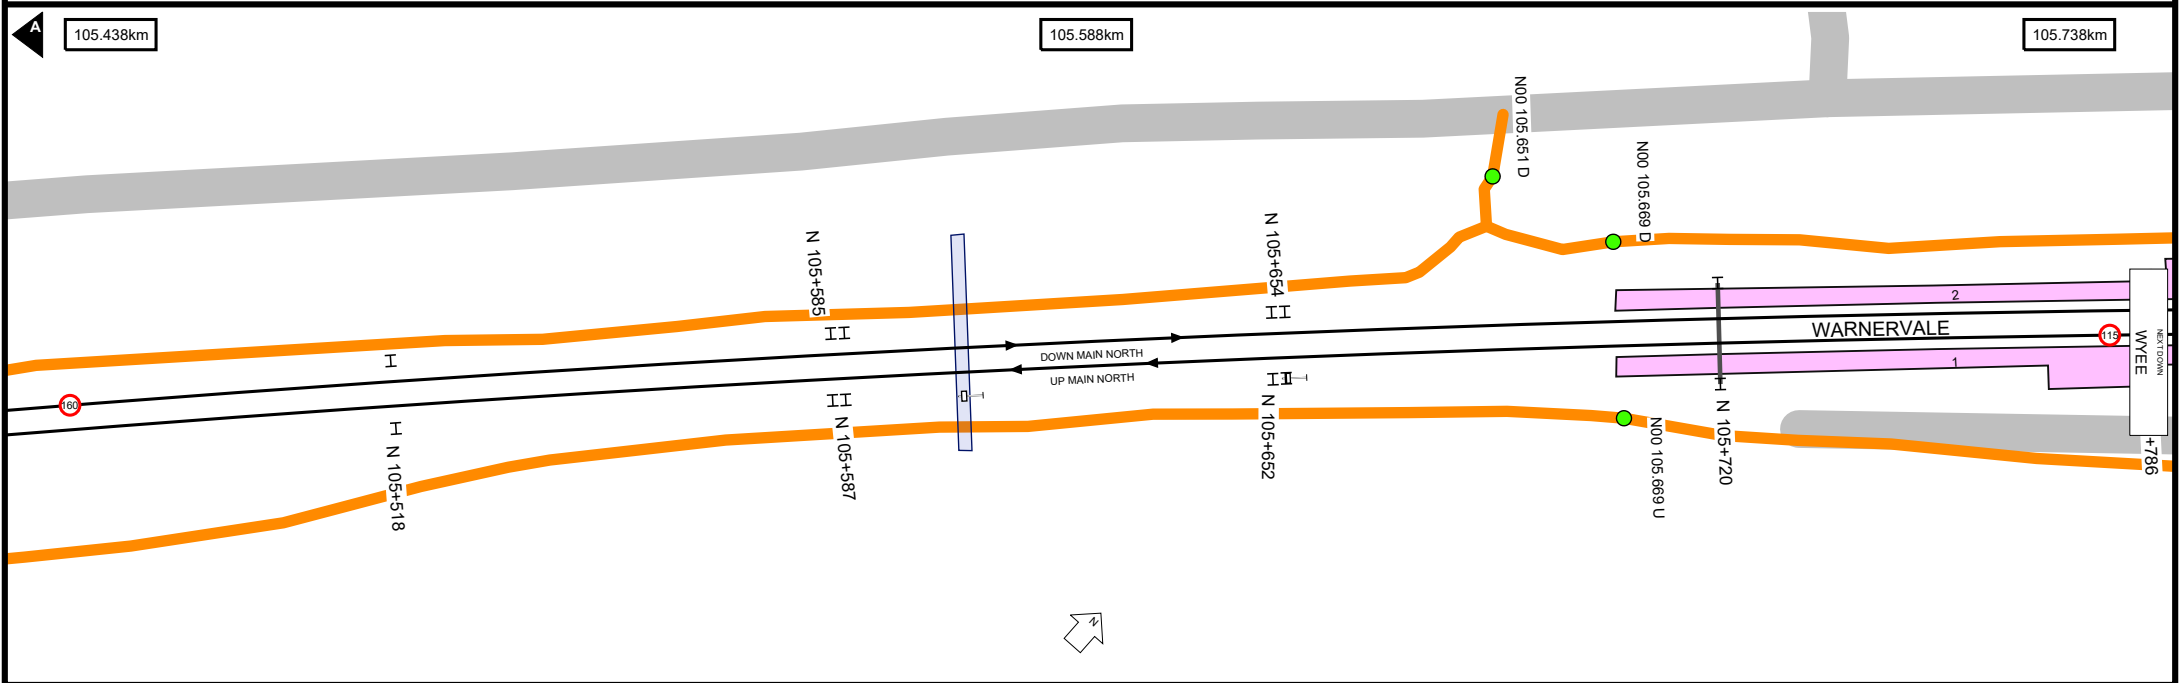 A
105.438km
105.588km
105.738km
N00 105.651 D
N00 105.669 D
N 105+585
N 105+654
2
WARNERVALE
115
WYEE
NEXT DOWN
DOWN MAIN NORTH
UP MAIN NORTH
1
160
N 105+518
N 105+587
N 105+652
N00 105.669 U
N 105+720
+786
N